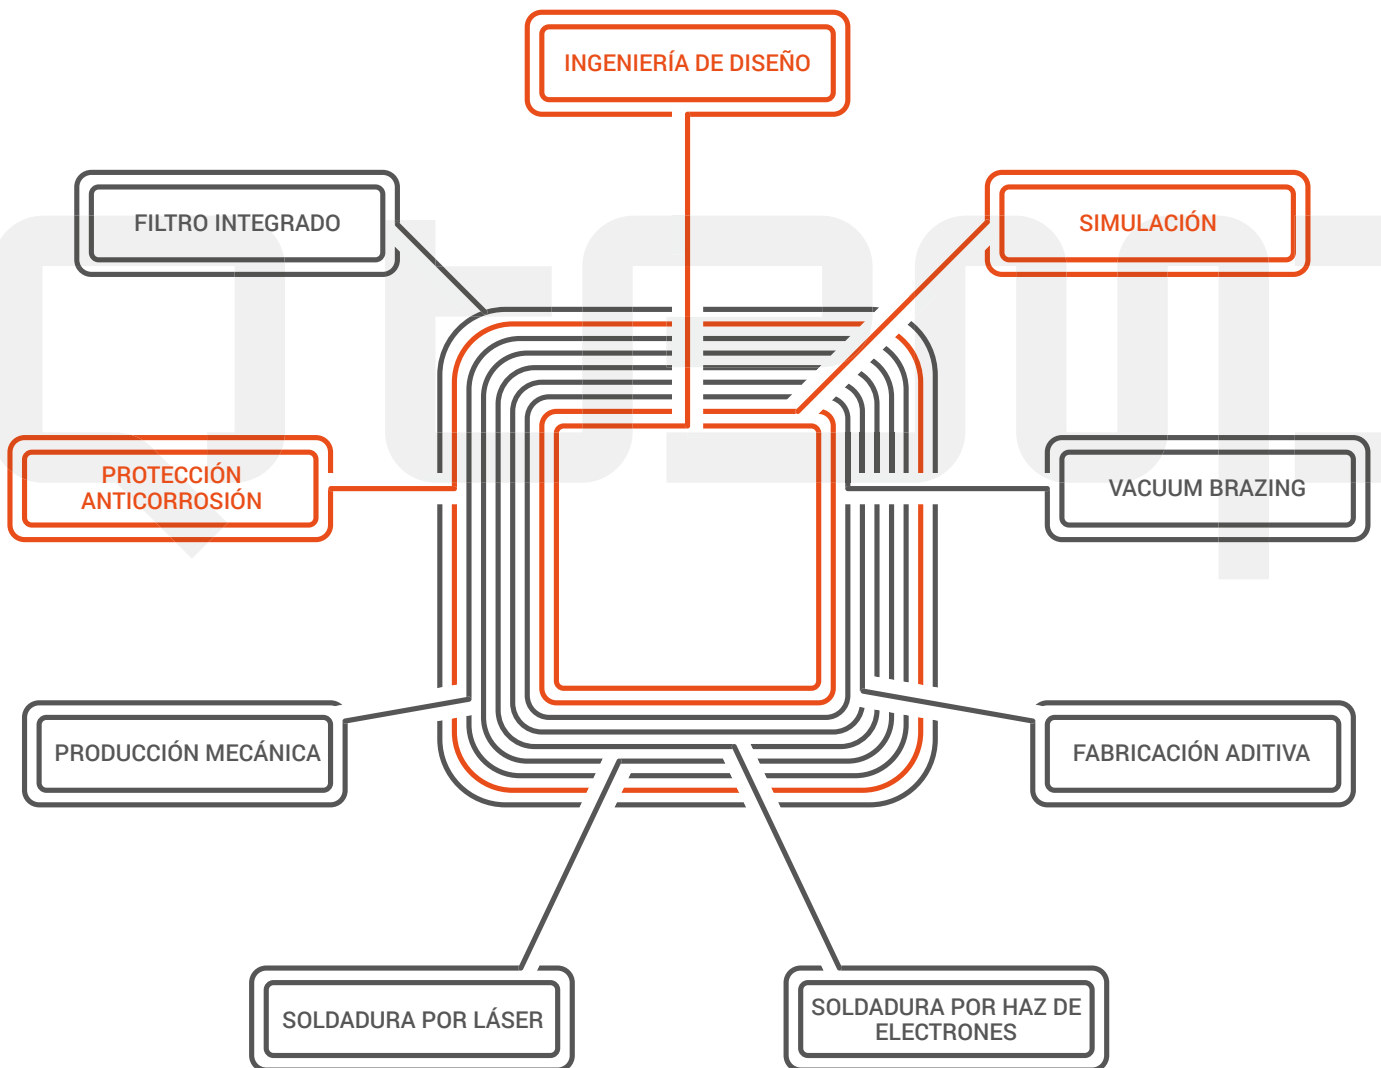 INGENIERÍA DE DISEÑO
FILTRO INTEGRADO
SIMULACIÓN
PROTECCIÓN
ANTICORROSIÓN
VACUUM BRAZING
PRODUCCIÓN MECÁNICA
FABRICACIÓN ADITIVA
SOLDADURA POR LÁSER
SOLDADURA POR HAZ DE
ELECTRONES